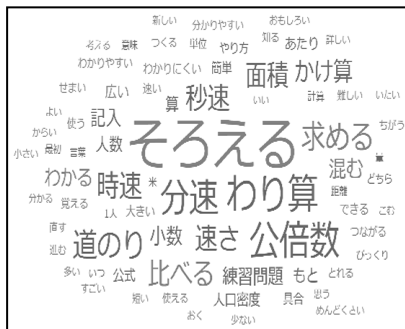 新しい 分かりやすい おもしろい
考える 意味 つくる 単位 やり方 知る あたり 詳しい
わかりやすい わかりにくい 簡単 面積 かけ算
せまい 広い 速い 算 秒速 いい 計算 難しい いたい
よい 使う 記入 そろえる 求める ちがう
からい
小さい 最初 言葉 人数 混む 量
わかる 時速 米 分速 わり算 距離 どちら
分かる 覚える 1人 大きい できる こむ
直す 道のり 小数 速さ 公倍数 つながる
進む びっくり
多い いつ 公式 比べる 練習問題 もと とれる
すごい 短い 使える 人口密度 具合 思う
おく 少ない めんどくさい